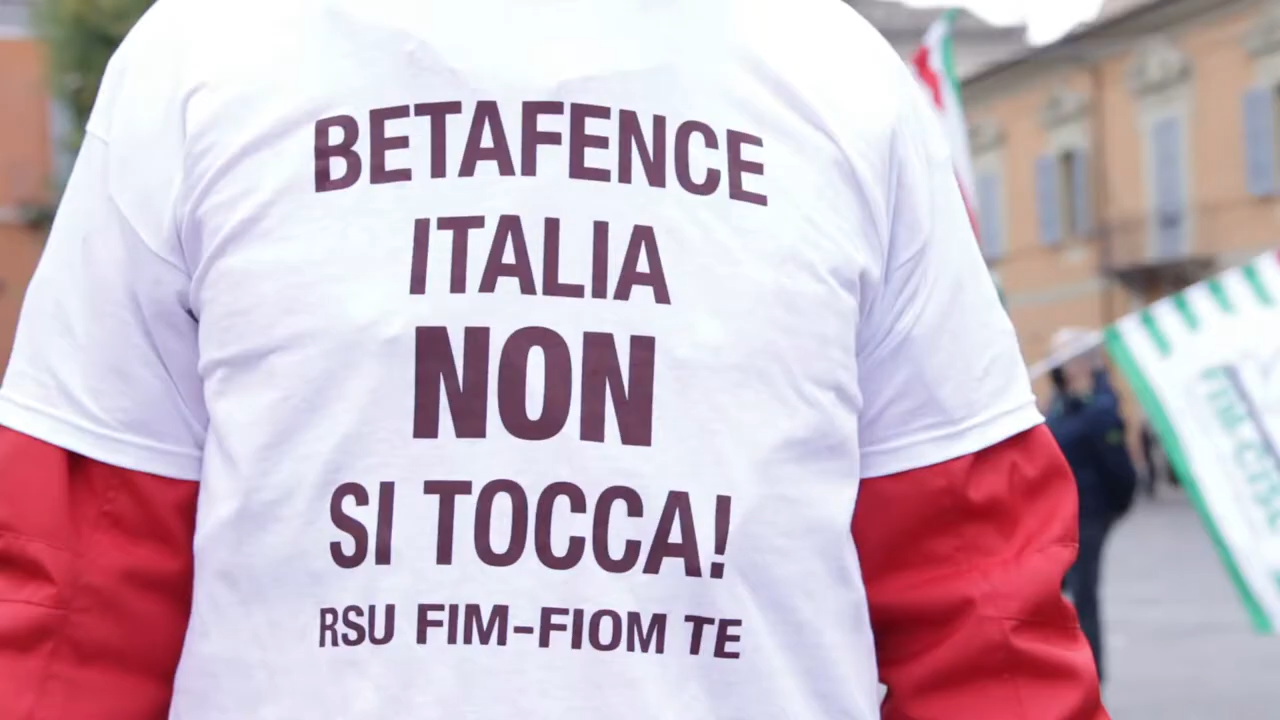 BETAFENCE
ITALIA
NON
SI TOCCA!
RSU FIM-FIOM TE